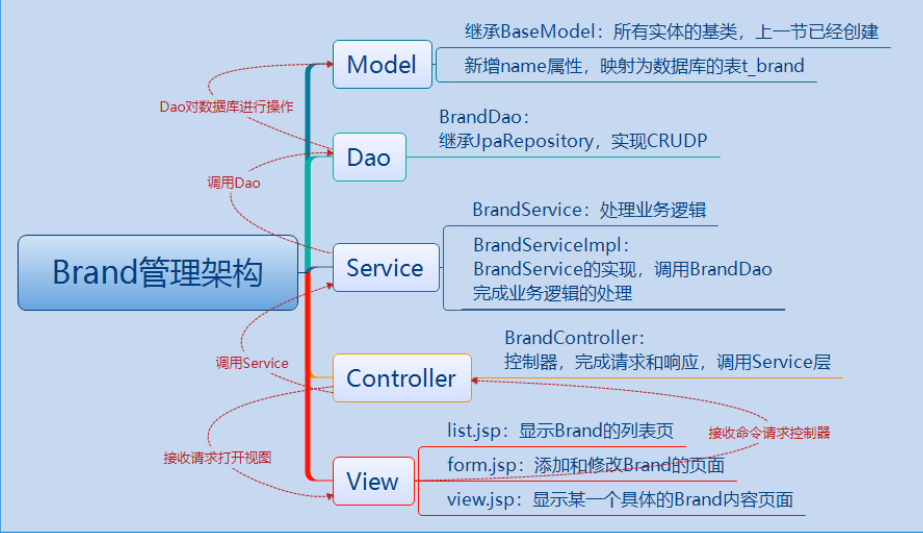 继承BaseModel：所有实体的基类，上一节已经创建
Model
新增name属性，映射为数据库的表t_brand
Dao对数据库进行操作
BrandDao：
继承JpaRepository，实现CRUDP
Dao
调用Dao
BrandService：处理业务逻辑
Brand管理架构
Service
BrandServiceImpl：
BrandService的实现，调用BrandDao
完成业务逻辑的处理
BrandController：
控制器，完成请求和响应，调用Service层
调用Service
Controller
list.jsp：显示Brand的列表页
接收命令请求控制器
接收请求打开视图
form.jsp：添加和修改Brand的页面
View
view.jsp：显示某一个具体的Brand内容页面